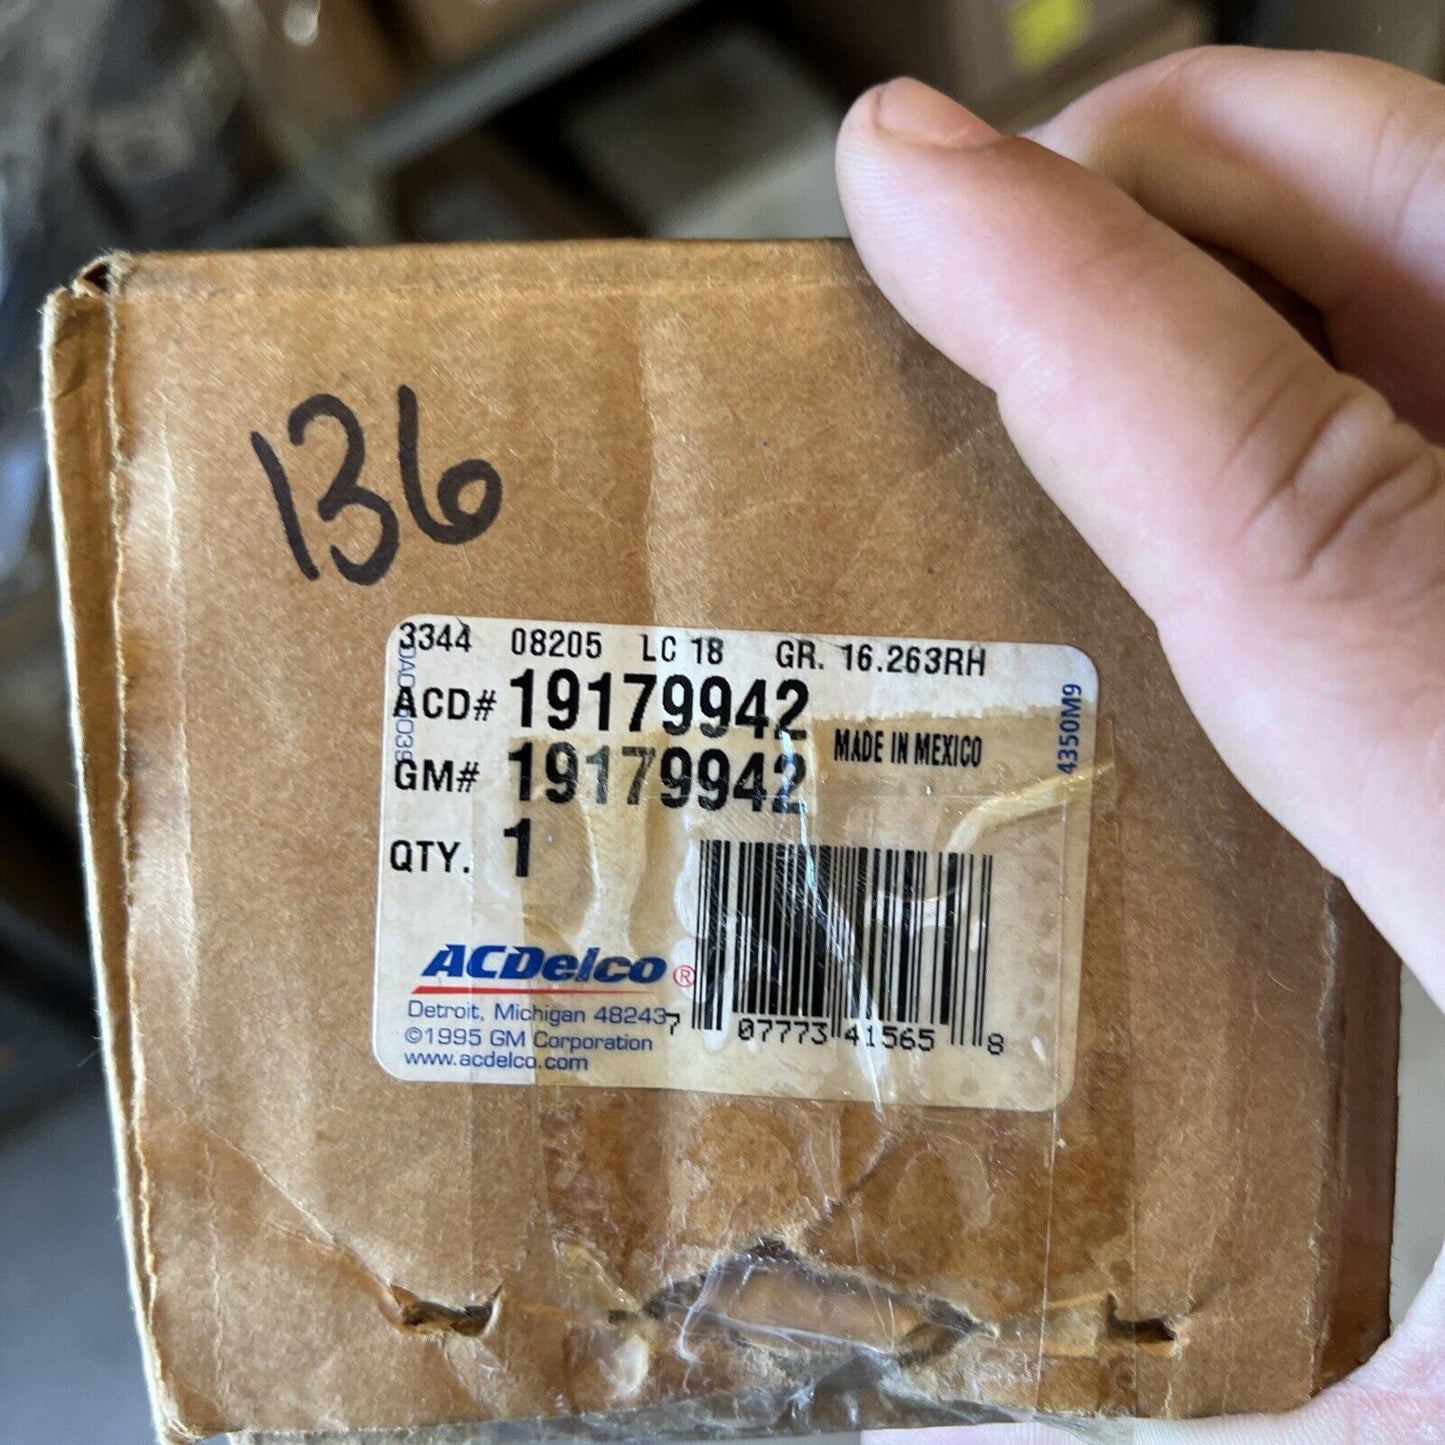 136
3344 08205 LC 18 GR. 16.263RH
ACD# 19179942
GM# 19179942
MADE IN MEXICO
4350M9
QTY. 1
ACDelco®
Detroit, Michigan 48243
©1995 GM Corporation
www.acdelco.com
7 07773 41565 8